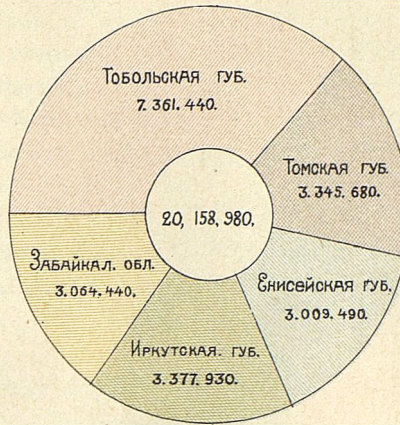 ТОБОЛЬСКАЯ ГУБ.
7.361.440.
ТОМСКАЯ ГУБ.
3.345.680.
20,158,980.
ЗАБАЙКАЛ. ОБЛ.
3.064.440.
ЕНИСЕЙСКАЯ ГУБ.
3.009.490.
ИРКУТСКАЯ. ГУБ.
3.377.930.